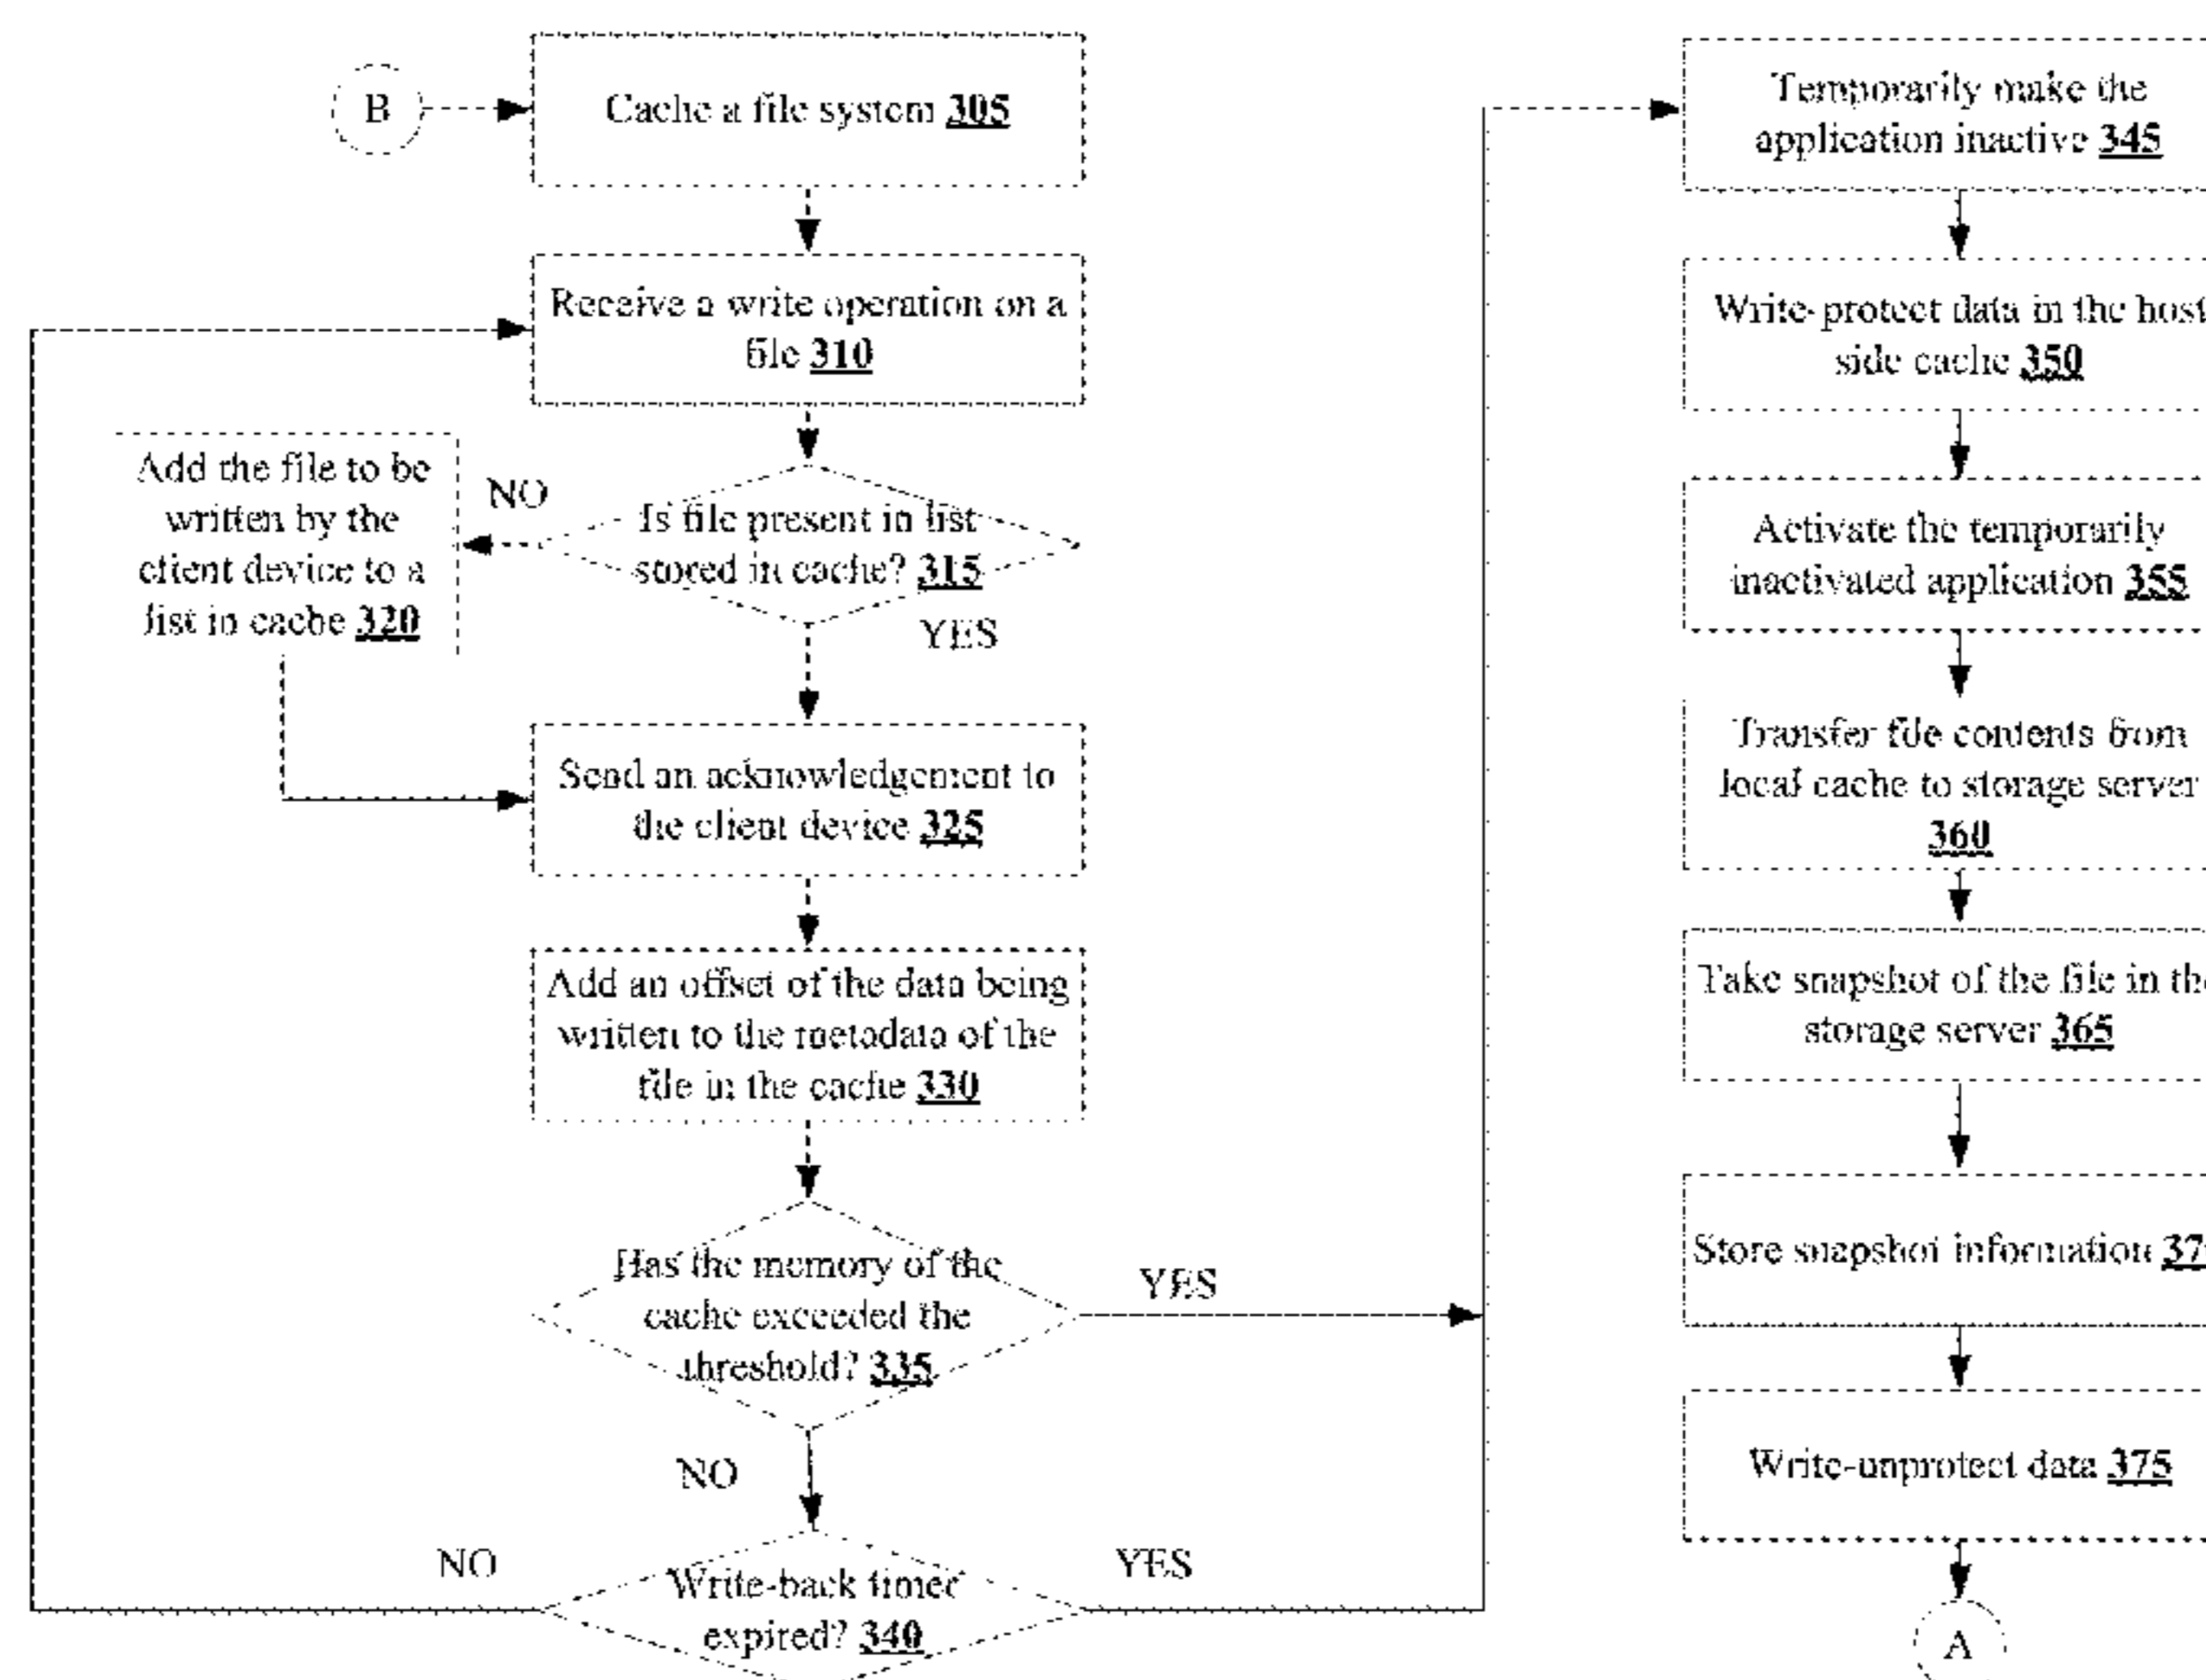 B
Cache a file system 305
Receive a write operation on a
file 310
Add the file to be
written by the
client device to a
list in cache 320
NO
Is file present in list
stored in cache? 315
YES
Send an acknowledgement to
the client device 325
Add an offset of the data being
written to the metadata of the
file in the cache 330
Has the memory of the
cache exceeded the
threshold? 335
YES
NO
NO
Write-back timer
expired? 340
YES
Temporarily make the
application inactive 345
Write-protect data in the host
side cache 350
Activate the temporarily
inactivated application 355
Transfer file contents from
local cache to storage server
360
Take snapshot of the file in the
storage server 365
Store snapshot information
Write-unprotect data 375
A